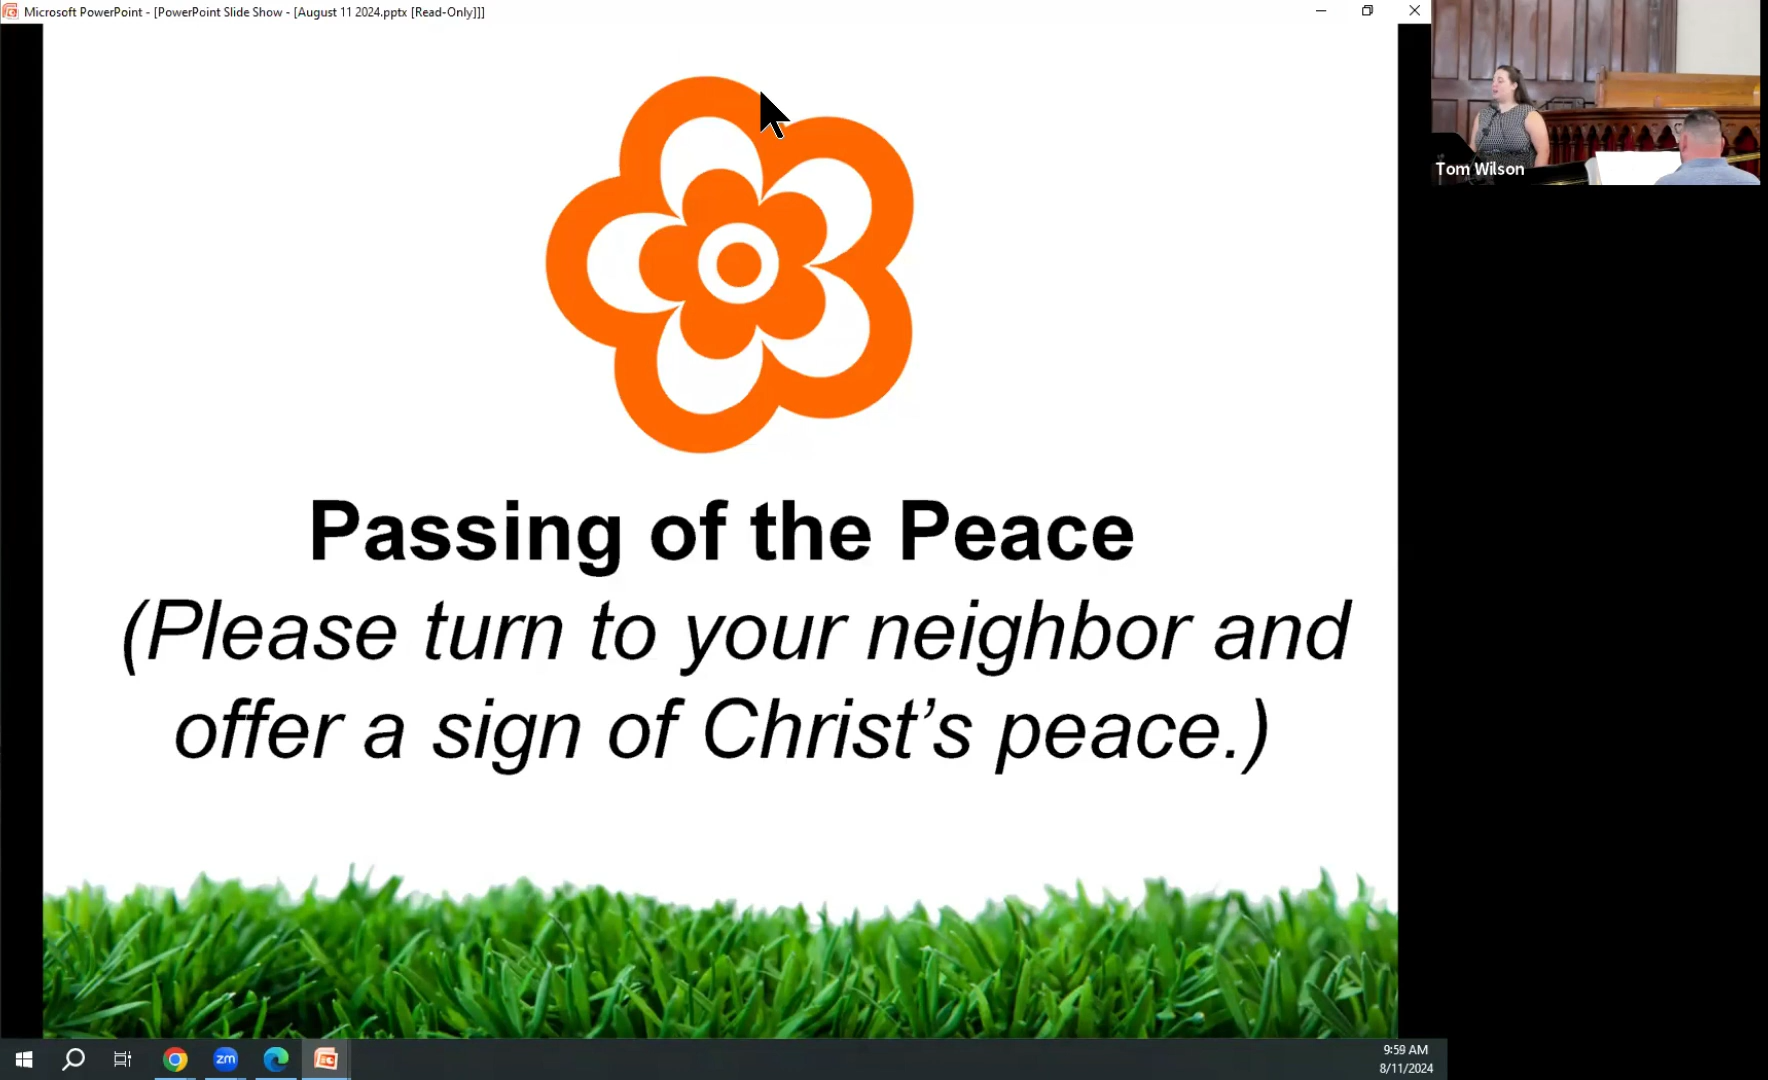 Microsoft PowerPoint - [PowerPoint Slide Show - [August 11 2024.pptx [Read-Only]]]
Tom Wilson
Passing of the Peace
(Please turn to your neighbor and
offer a sign of Christ’s peace.)
zm
9:59 AM
8/11/2024